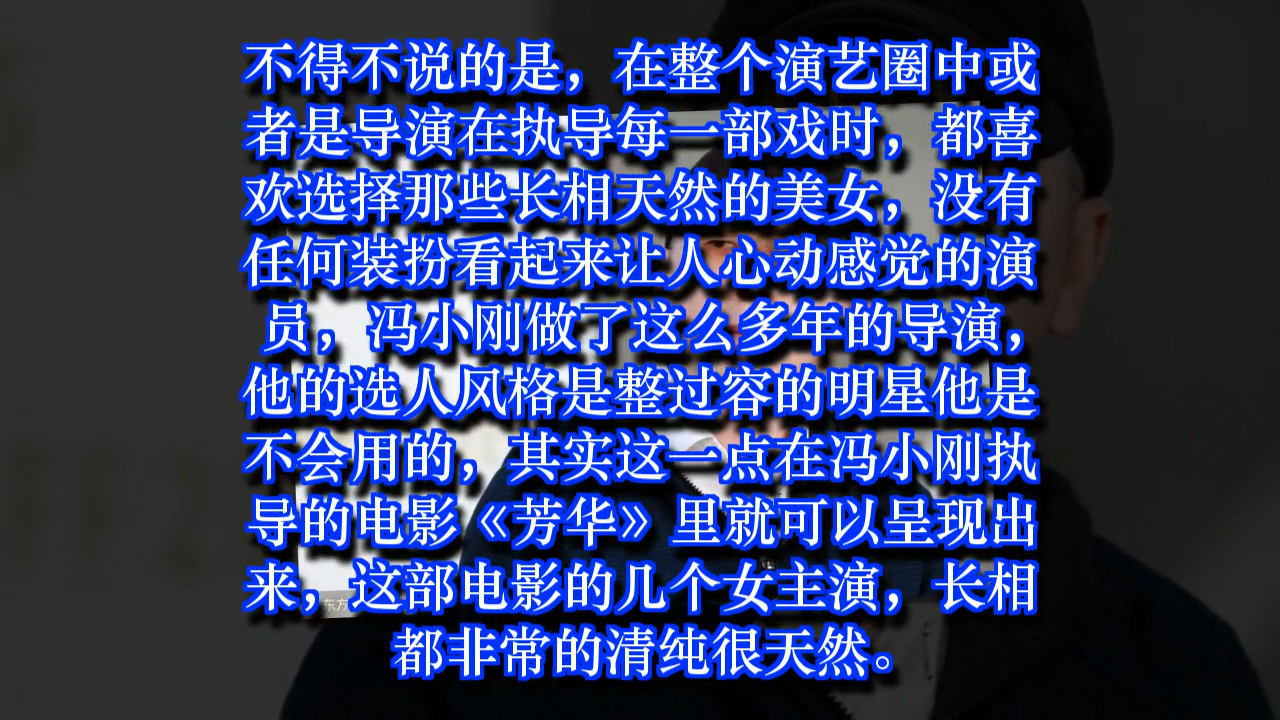 不得不说的是，在整个演艺圈中或
者是导演在执导每一部戏时，都喜
欢选择那些长相天然的美女，没有
任何装扮看起来让人心动感觉的演
员，冯小刚做了这么多年的导演，
他的选人风格是整过容的明星他是
不会用的，其实这一点在冯小刚执
导的电影《芳华》里就可以呈现出
来，这部电影的几个女主演，长相
都非常的清纯很天然。
东方